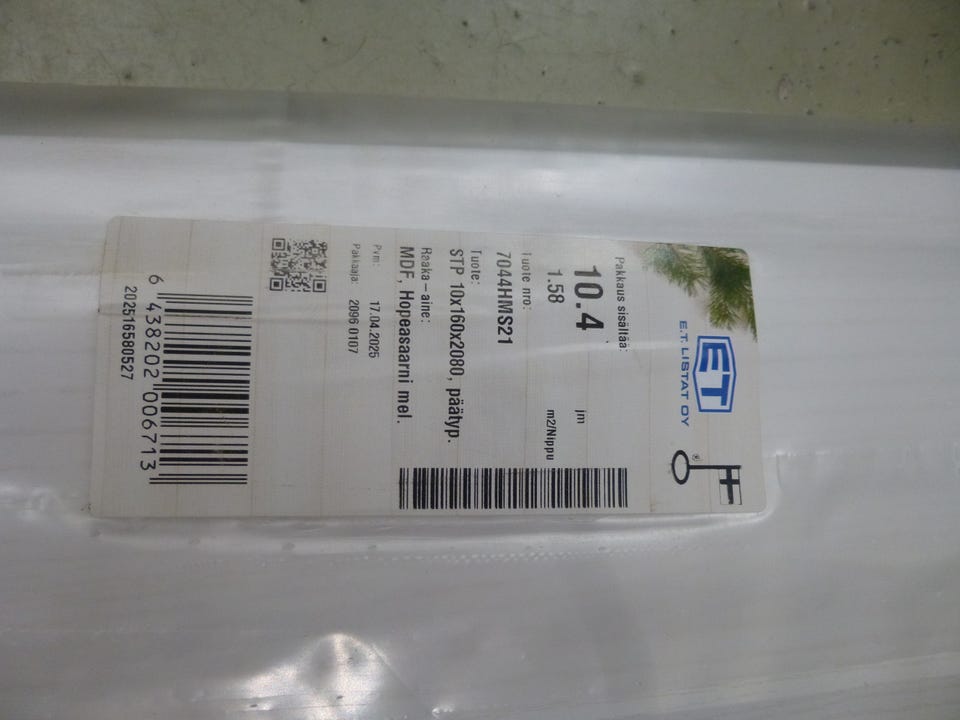 ET
E.T. LISTAT OY
®
Pakkaus sisältää:
10.4 jm
1.58 m2/Nippu
Tuote nro:
7044HMS21
Tuote:
STP 10x160x2080, päätyp.
Raaka-aine:
MDF, Hopeasaarni mel.
Pvm: 17.04.2025
Pakkaaja: 2096 0107
6 438202 006713
202516580527